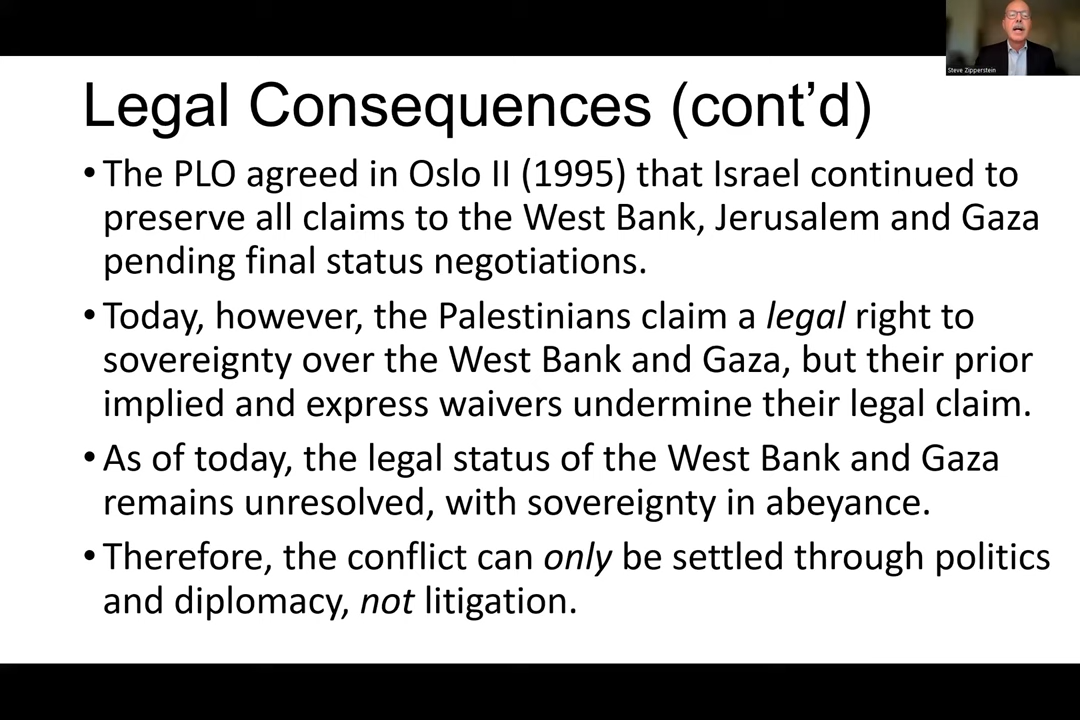 Steve Zipperstein
Legal Consequences (cont’d)
•The PLO agreed in Oslo II (1995) that Israel continued to
preserve all claims to the West Bank, Jerusalem and Gaza
pending final status negotiations.
•Today, however, the Palestinians claim a legal right to
sovereignty over the West Bank and Gaza, but their prior
implied and express waivers undermine their legal claim.
•As of today, the legal status of the West Bank and Gaza
remains unresolved, with sovereignty in abeyance.
•Therefore, the conflict can only be settled through politics
and diplomacy, not litigation.